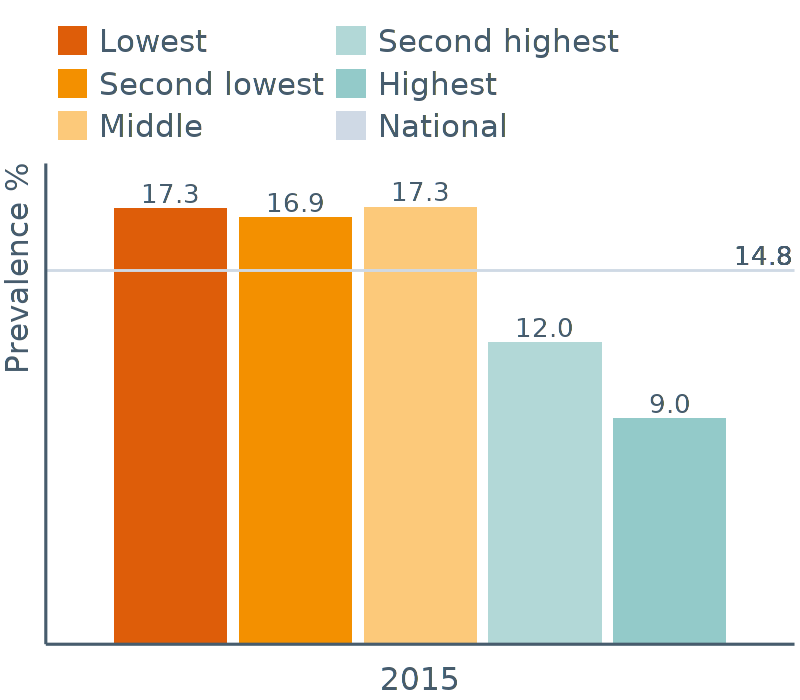 Lowest
Second lowest
Middle
Second highest
Highest
National
Prevalence %
17.3
16.9
17.3
12.0
9.0
14.8
2015